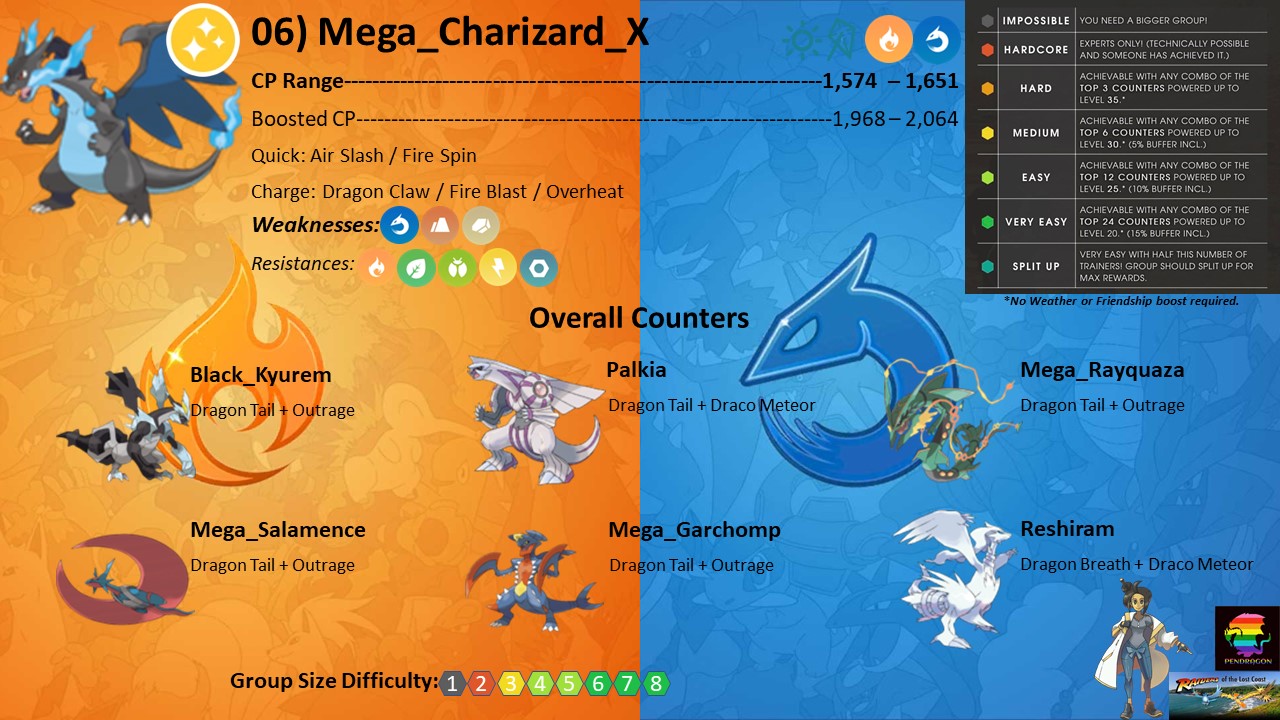 06) Mega_Charizard_X
CP Range--------------------------------------------------------------------1,574 – 1,651
Boosted CP--------------------------------------------------------------------1,968 – 2,064
Quick: Air Slash / Fire Spin
Charge: Dragon Claw / Fire Blast / Overheat
Weaknesses:
Resistances:
IMPOSSIBLE YOU NEED A BIGGER GROUP!
HARDCORE EXPERTS ONLY! (TECHNICALLY POSSIBLE
AND SOMEONE HAS ACHIEVED IT.)
HARD ACHIEVABLE WITH ANY COMBO OF THE
TOP 3 COUNTERS POWERED UP TO
LEVEL 35.*
MEDIUM ACHIEVABLE WITH ANY COMBO OF THE
TOP 6 COUNTERS POWERED UP TO
LEVEL 30.* (5% BUFFER INCL.)
EASY ACHIEVABLE WITH ANY COMBO OF THE
TOP 12 COUNTERS POWERED UP TO
LEVEL 25.* (10% BUFFER INCL.)
VERY EASY ACHIEVABLE WITH ANY COMBO OF THE
TOP 24 COUNTERS POWERED UP TO
LEVEL 20.* (15% BUFFER INCL.)
SPLIT UP VERY EASY WITH HALF THIS NUMBER OF
TRAINERS! GROUP SHOULD SPLIT UP FOR
MAX REWARDS.
*No Weather or Friendship boost required.
Overall Counters
Black_Kyurem
Dragon Tail + Outrage
Palkia
Dragon Tail + Draco Meteor
Mega_Rayquaza
Dragon Tail + Outrage
Mega_Salamence
Dragon Tail + Outrage
Mega_Garchomp
Dragon Tail + Outrage
Reshiram
Dragon Breath + Draco Meteor
Group Size Difficulty: 1 2 3 4 5 6 7 8
PENDRAGON
RAIDERS of the Lost Coast